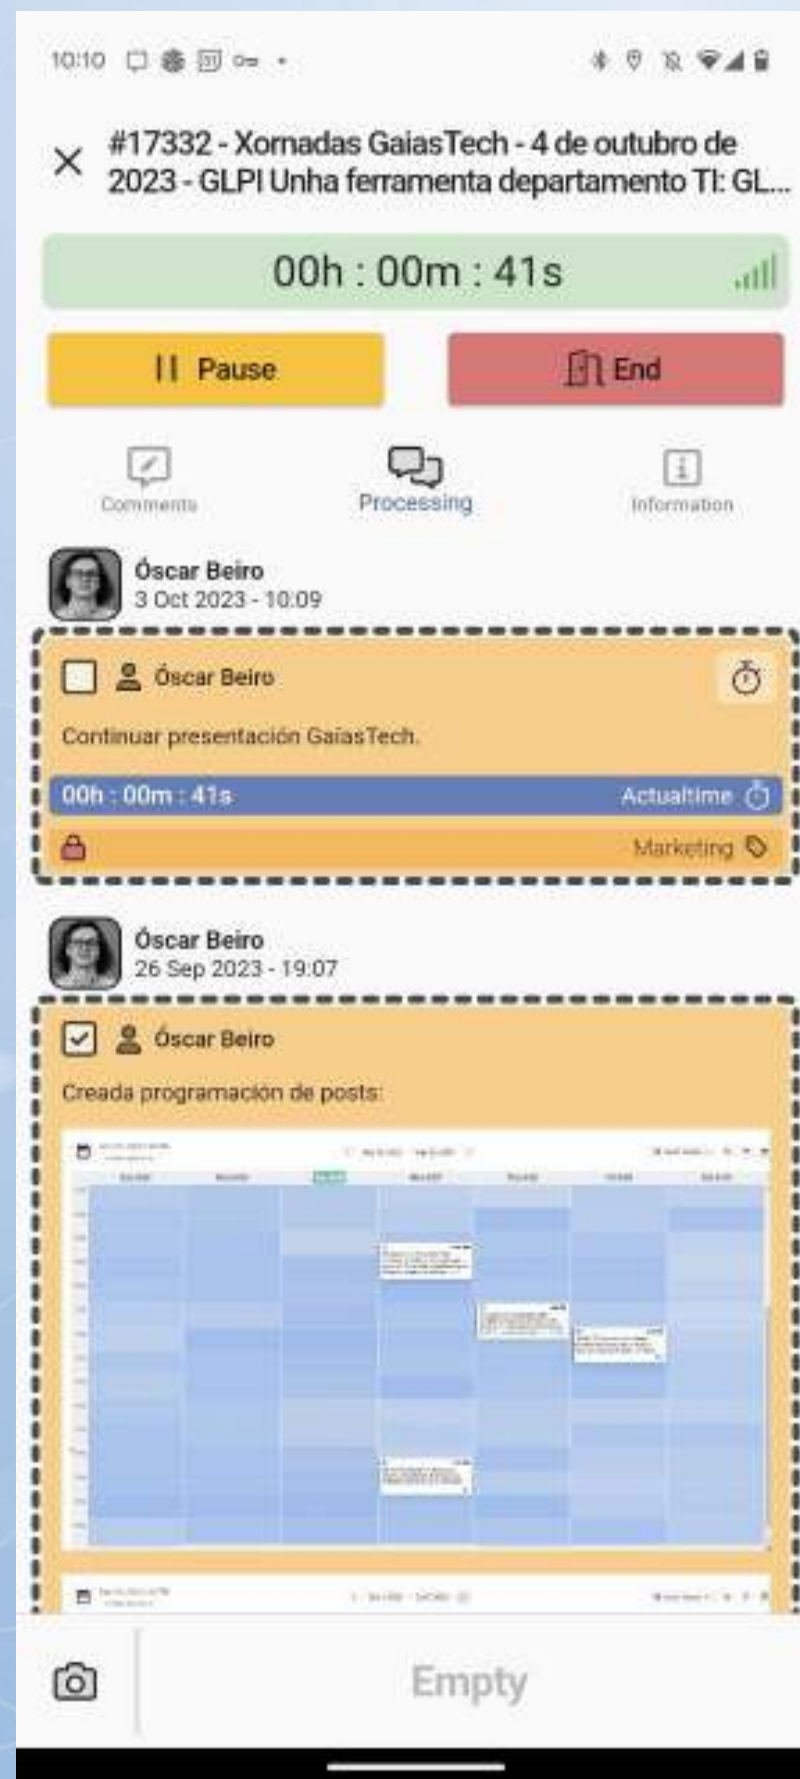 10:10
#17332 - Xornadas GaiasTech - 4 de outubro de
2023 - GLPI Unha ferramenta departamento TI: GL...
00h : 00m : 41s
Pause
End
Comments
Processing
Information
Óscar Beiro
3 Oct 2023 - 10:09
Óscar Beiro
Continuar presentación GaiasTech.
00h : 00m : 41s
Actualtime
Marketing
Óscar Beiro
26 Sep 2023 - 19:07
Óscar Beiro
Creada programación de posts:
Empty